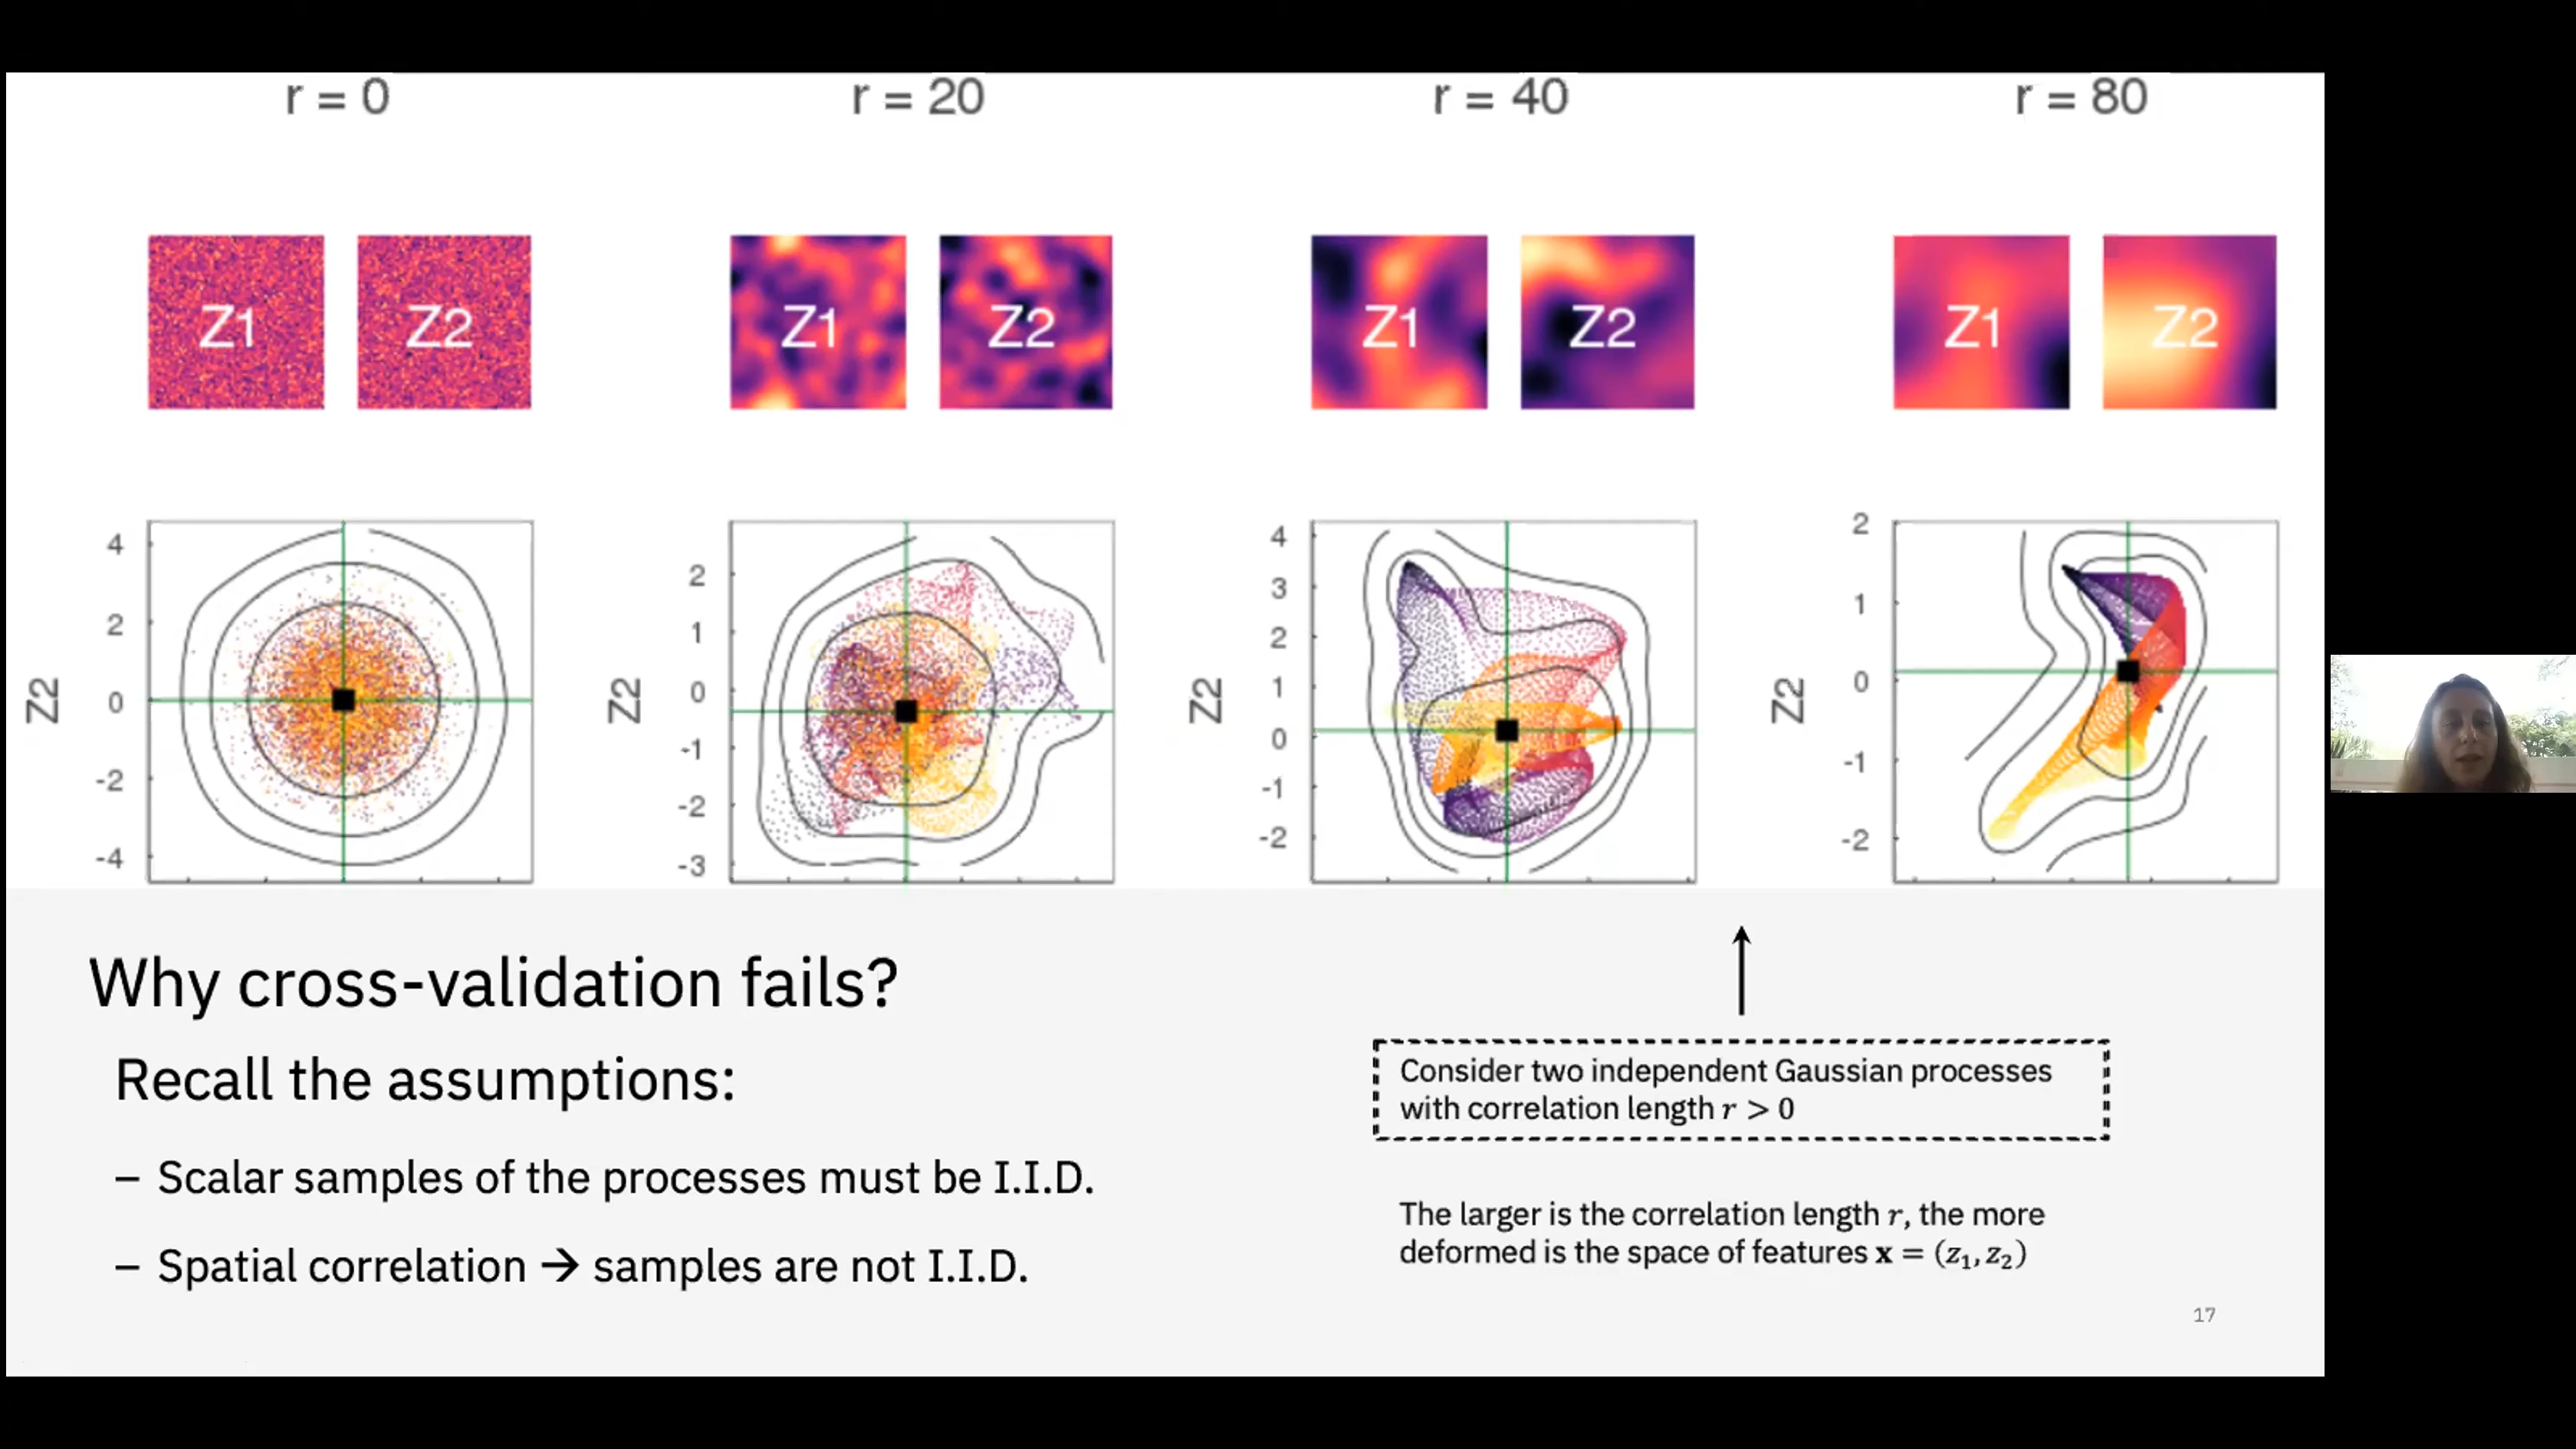 r = 0
r = 20
r = 40
r = 80
Z1
Z2
Z1
Z2
Z1
Z2
Z1
Z2
Z2
4
2
0
-2
-4
Z2
2
1
0
-1
-2
-3
Z2
4
3
2
1
0
-1
-2
Z2
2
1
0
-1
-2
Why cross-validation fails?
Recall the assumptions:
– Scalar samples of the processes must be I.I.D.
– Spatial correlation → samples are not I.I.D.
Consider two independent Gaussian processes
with correlation length r > 0
The larger is the correlation length r, the more
deformed is the space of features x = (z₁, z₂)
17